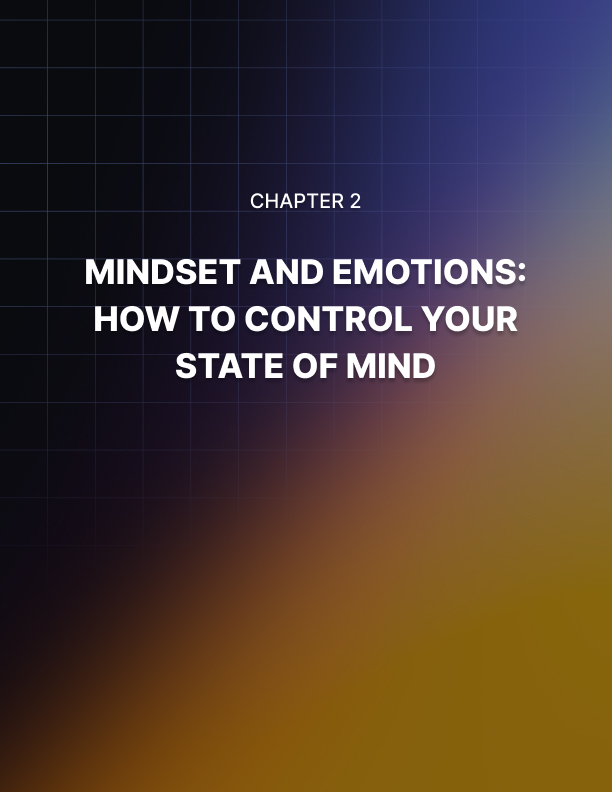 CHAPTER 2
MINDSET AND EMOTIONS:
HOW TO CONTROL YOUR
STATE OF MIND